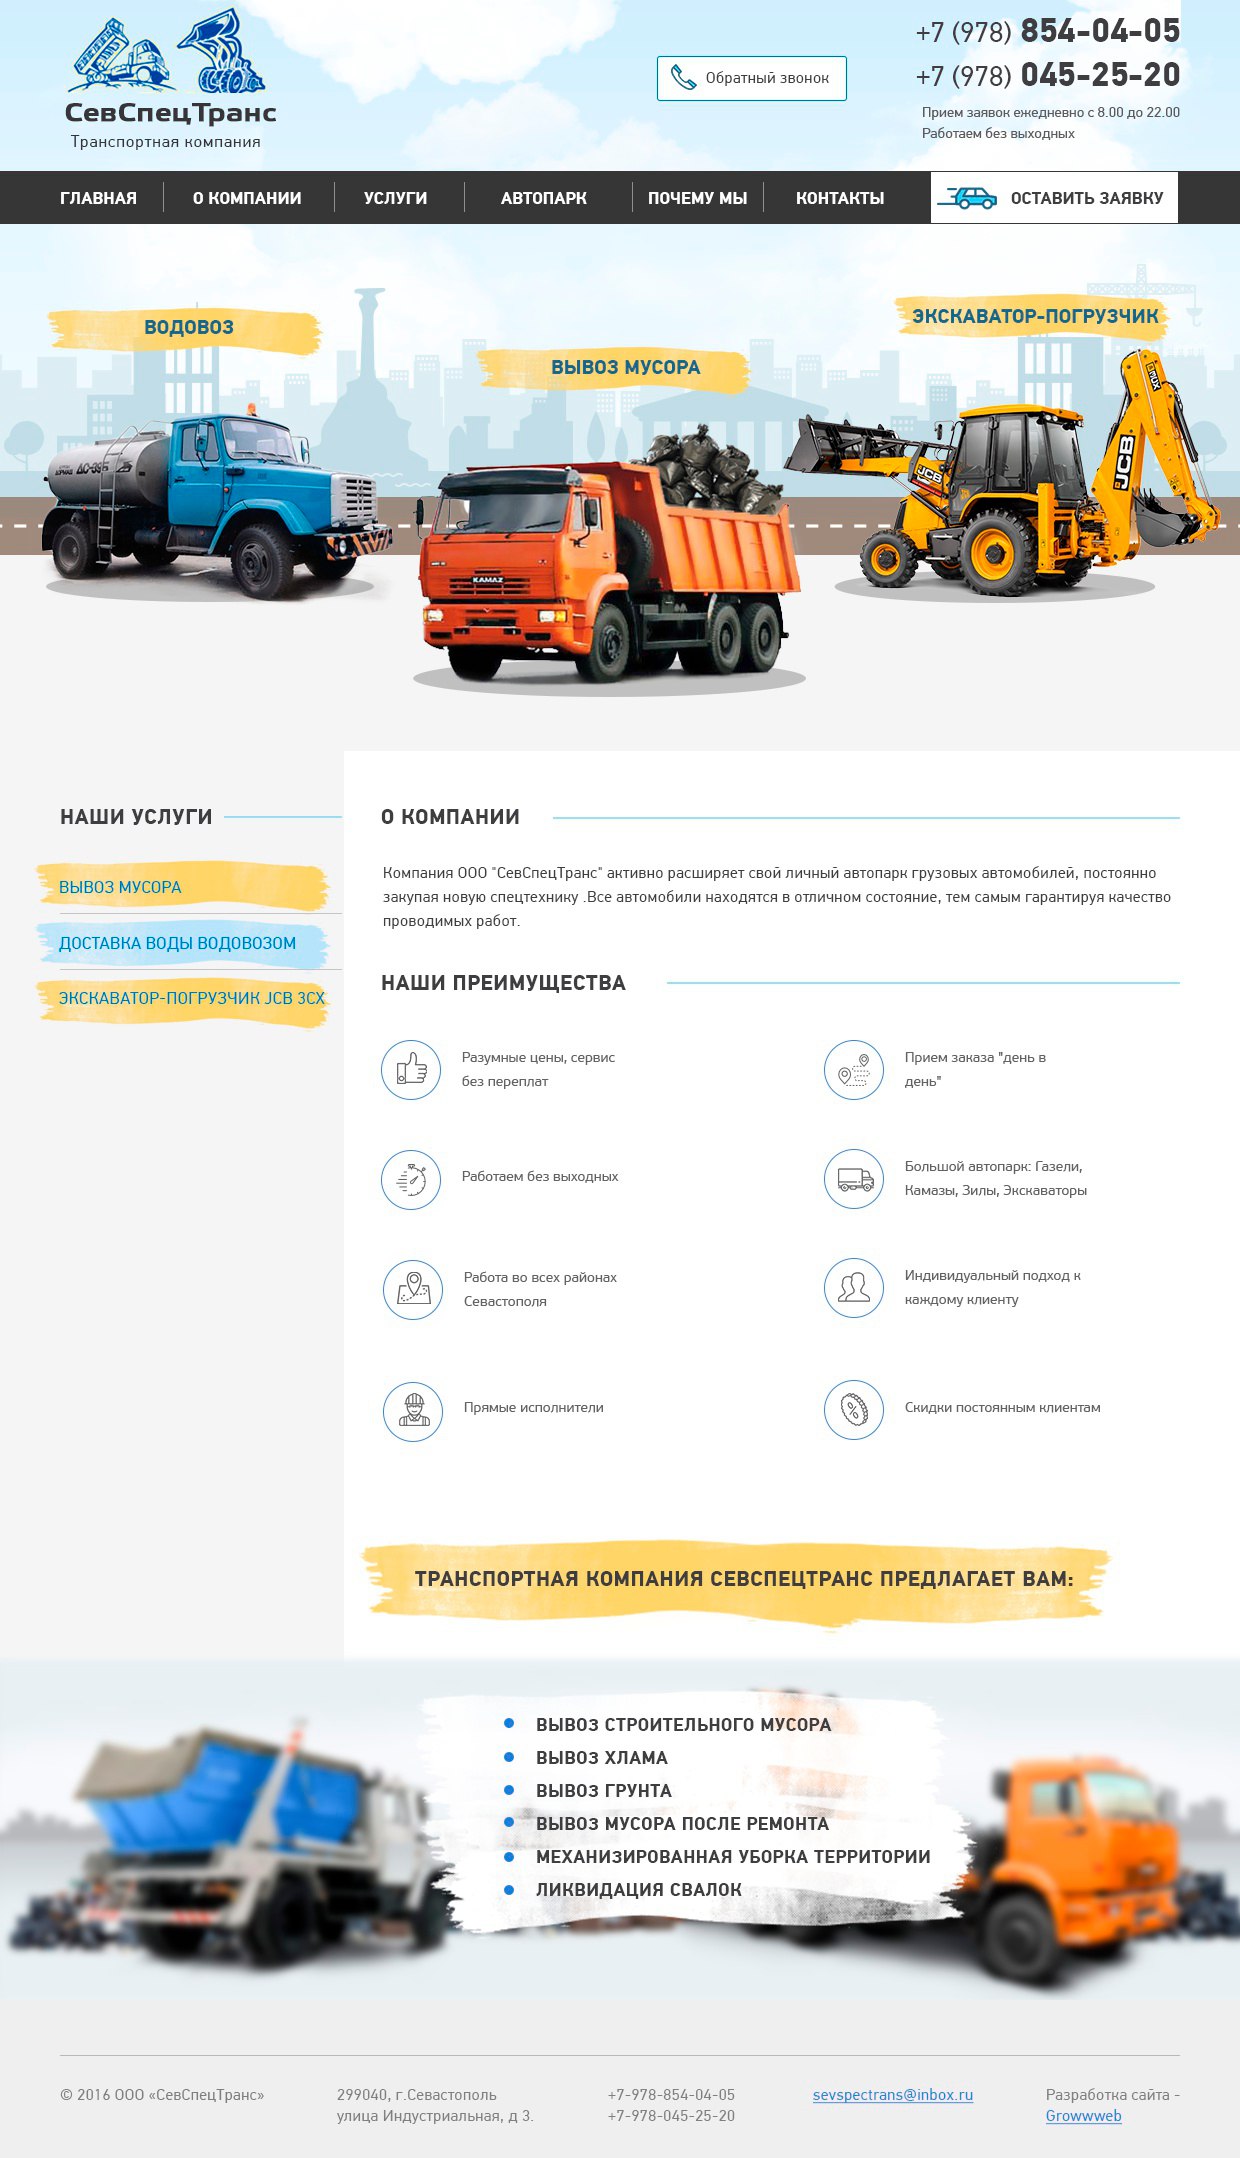 СевСпецТранс
Транспортная компания
Обратный звонок
+7 (978) 854-04-05
+7 (978) 045-25-20
Прием заявок ежедневно с 8.00 до 22.00
Работаем без выходных
ГЛАВНАЯ
О КОМПАНИИ
УСЛУГИ
АВТОПАРК
ПОЧЕМУ МЫ
КОНТАКТЫ
ОСТАВИТЬ ЗАЯВКУ
ВОДОВОЗ
ВЫВОЗ МУСОРА
ЭКСКАВАТОР-ПОГРУЗЧИК
KAMAZ
JCB
JCB
НАШИ УСЛУГИ
ВЫВОЗ МУСОРА
ДОСТАВКА ВОДЫ ВОДОВОЗОМ
ЭКСКАВАТОР-ПОГРУЗЧИК JCB 3CX
О КОМПАНИИ
Компания ООО "СевСпецТранс" активно расширяет свой личный автопарк грузовых автомобилей, постоянно
закупая новую спецтехнику .Все автомобили находятся в отличном состояние, тем самым гарантируя качество
проводимых работ.
НАШИ ПРЕИМУЩЕСТВА
Разумные цены, сервис
без переплат
Прием заказа "день в
день"
Работаем без выходных
Большой автопарк: Газели,
Камазы, Зилы, Экскаваторы
Работа во всех районах
Севастополя
Индивидуальный подход к
каждому клиенту
Прямые исполнители
Скидки постоянным клиентам
ТРАНСПОРТНАЯ КОМПАНИЯ СЕВСПЕЦТРАНС ПРЕДЛАГАЕТ ВАМ:
ВЫВОЗ СТРОИТЕЛЬНОГО МУСОРА
ВЫВОЗ ХЛАМА
ВЫВОЗ ГРУНТА
ВЫВОЗ МУСОРА ПОСЛЕ РЕМОНТА
МЕХАНИЗИРОВАННАЯ УБОРКА ТЕРРИТОРИИ
ЛИКВИДАЦИЯ СВАЛОК
© 2016 ООО «СевСпецТранс»
299040, г.Севастополь
улица Индустриальная, д 3.
+7-978-854-04-05
+7-978-045-25-20
sevspectrans@inbox.ru
Разработка сайта -
Growwweb